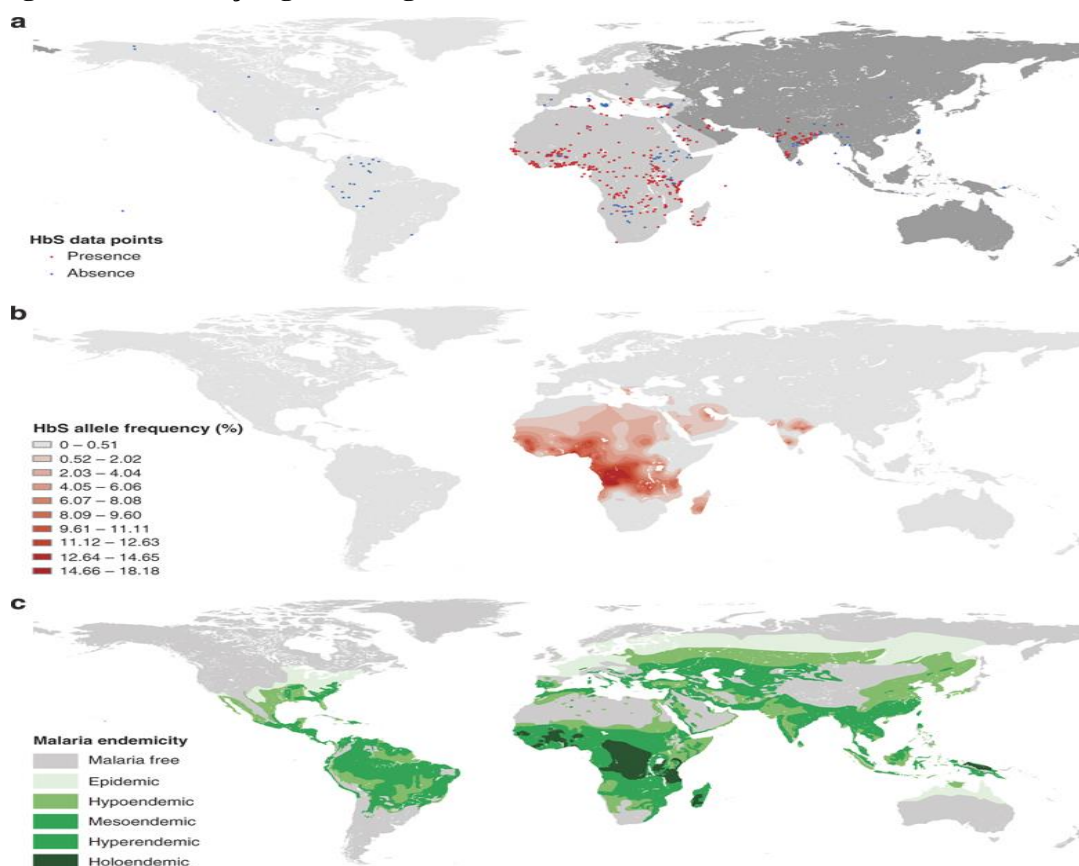 a
HbS data points
Presence
Absence
b
HbS allele frequency (%)
0 – 0.51
0.52 – 2.02
2.03 – 4.04
4.05 – 6.06
6.07 – 8.08
8.09 – 9.60
9.61 – 11.11
11.12 – 12.63
12.64 – 14.65
14.66 – 18.18
c
Malaria endemicity
Malaria free
Epidemic
Hypoendemic
Mesoendemic
Hyperendemic
Holoendemic